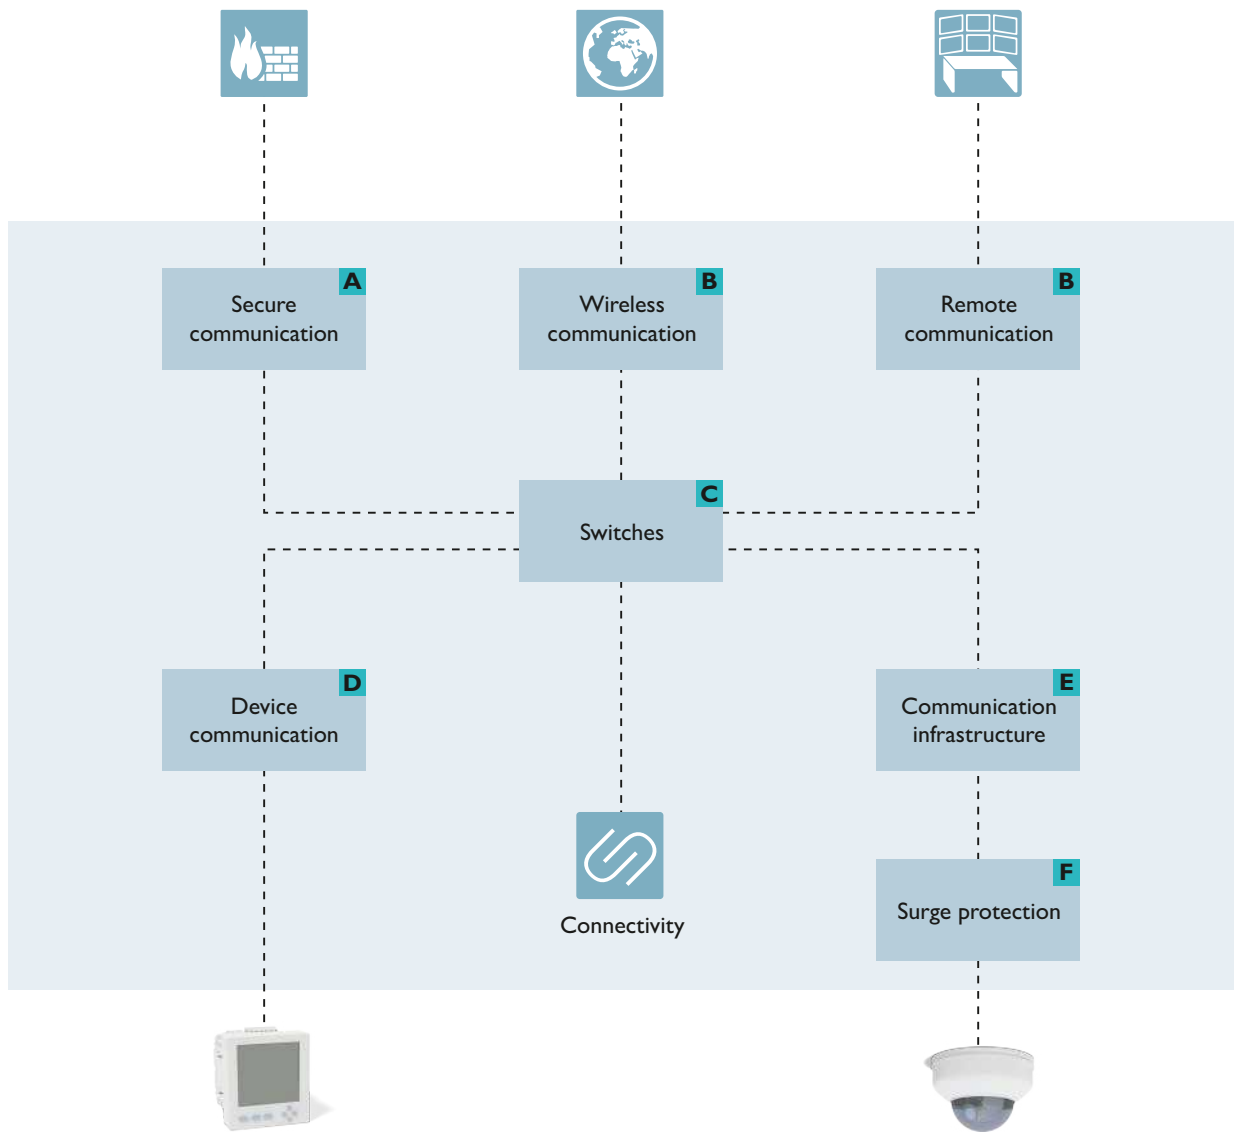 A
Secure
communication
B
Wireless
communication
B
Remote
communication
C
Switches
D
Device
communication
E
Communication
infrastructure
F
Surge protection
Connectivity